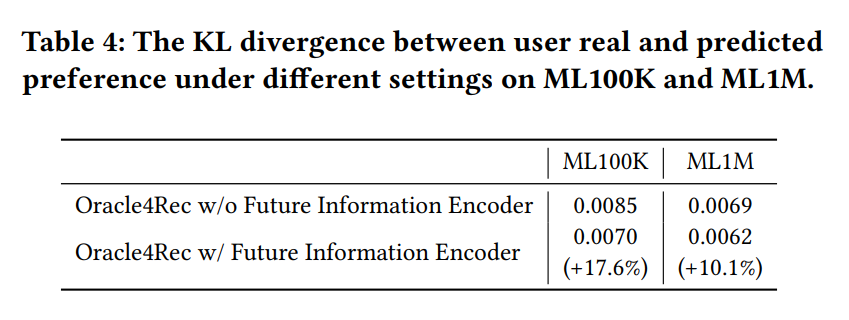 Table 4: The KL divergence between user real and predicted
preference under different settings on ML100K and ML1M.
ML100K ML1M
Oracle4Rec w/o Future Information Encoder 0.0085 0.0069
Oracle4Rec w/ Future Information Encoder 0.0070 0.0062
(+17.6%) (+10.1%)